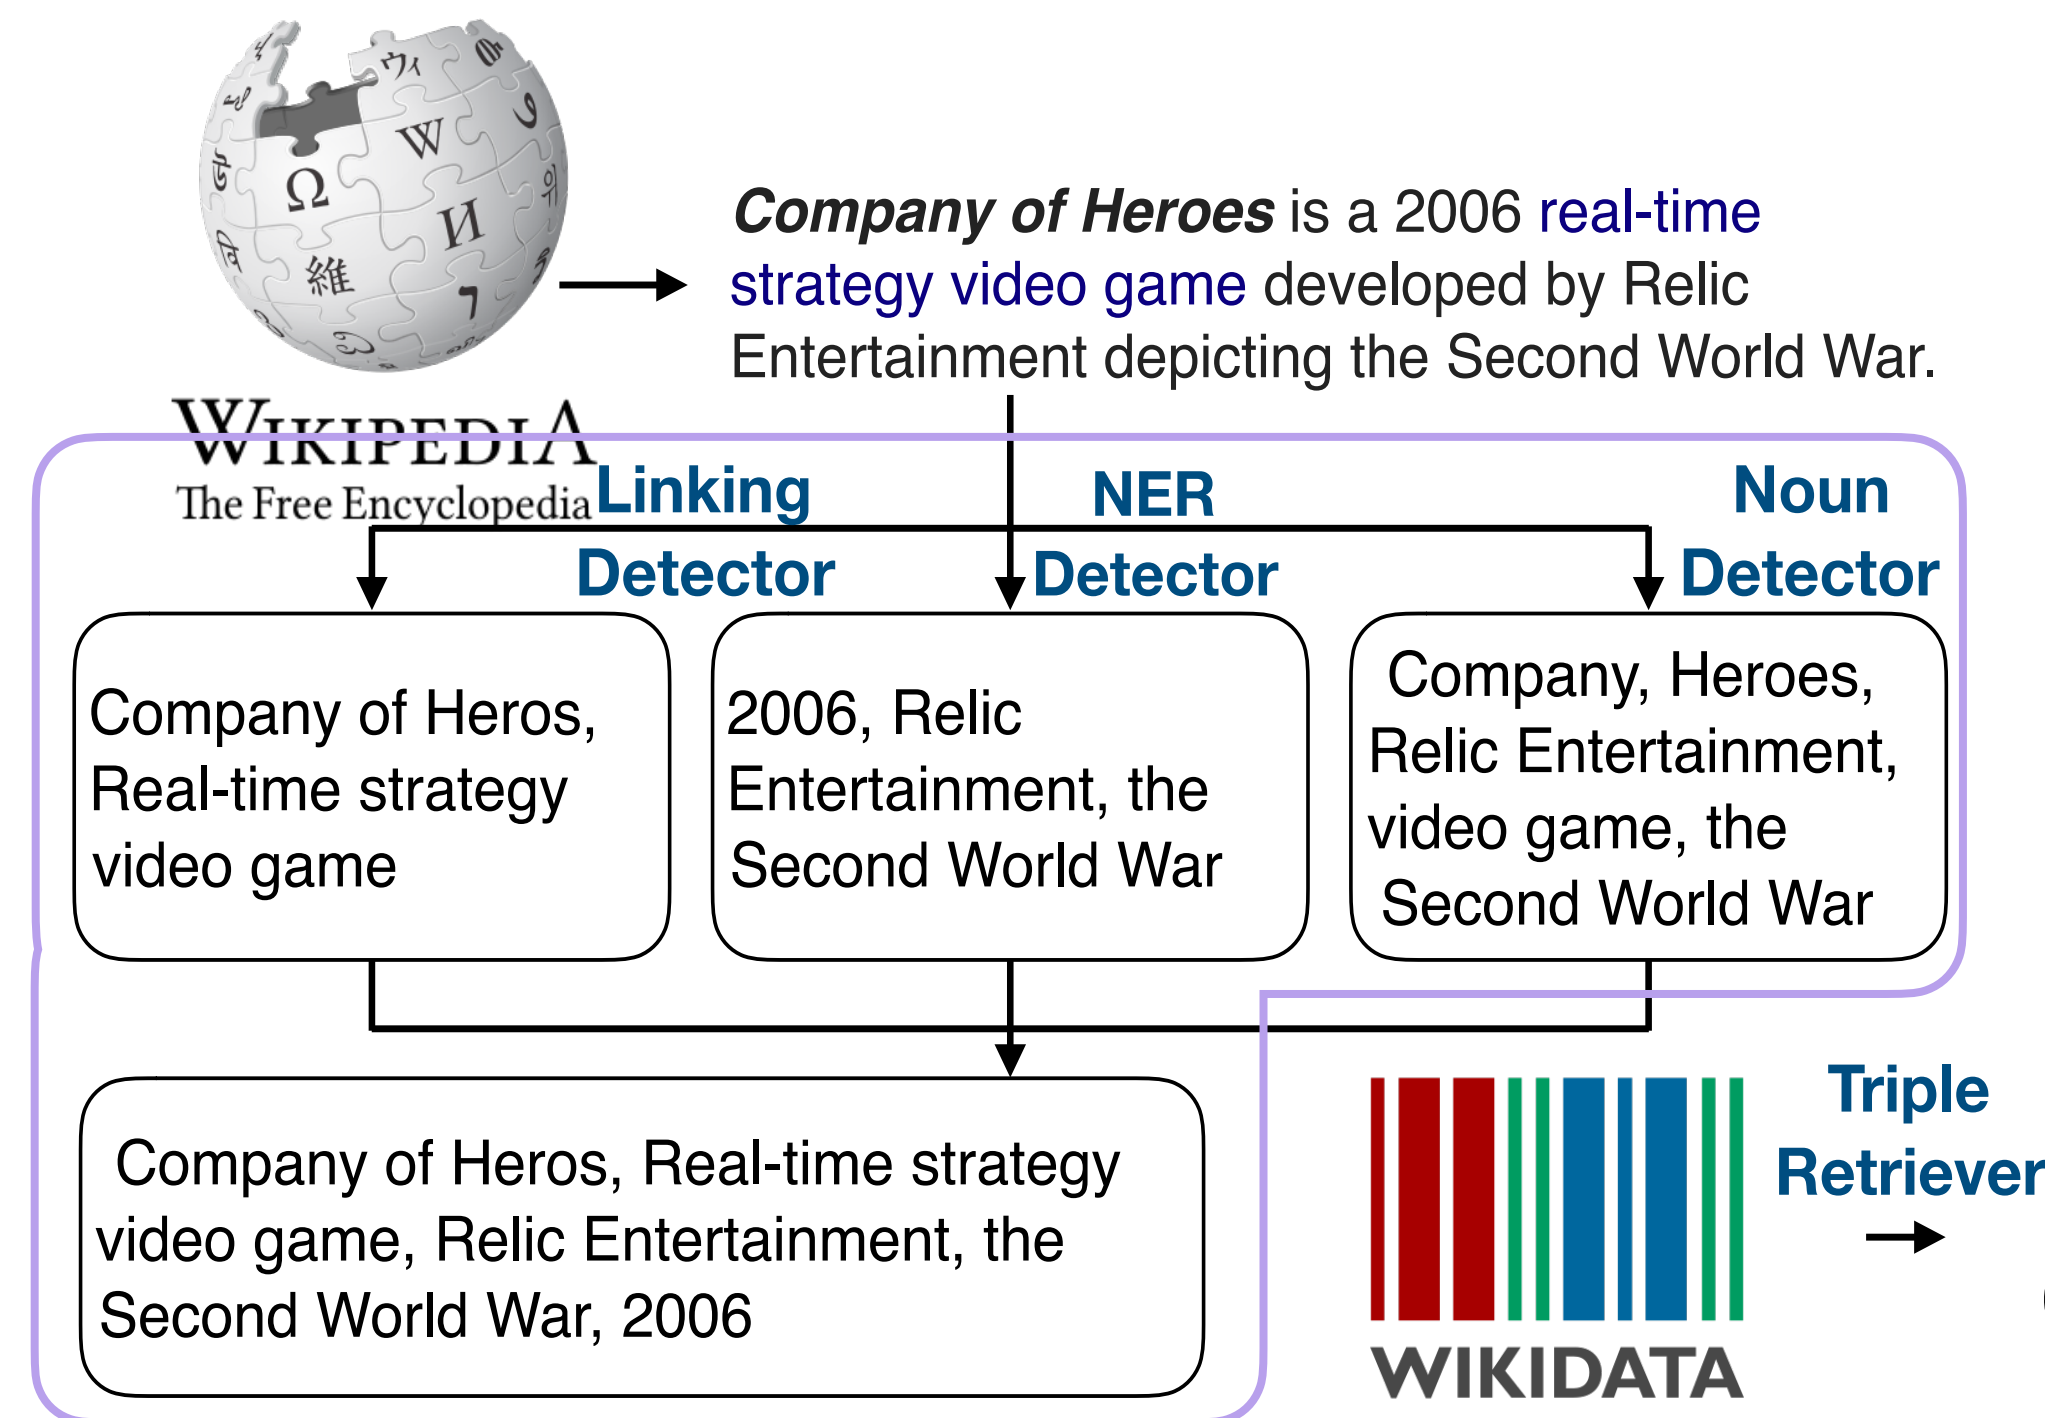 Company of Heroes is a 2006 real-time
strategy video game developed by Relic
Entertainment depicting the Second World War.
WIKIPEDIA
The Free Encyclopedia
Linking
Detector
NER
Detector
Noun
Detector
Company of Heros,
Real-time strategy
video game
2006, Relic
Entertainment, the
Second World War
Company, Heroes,
Relic Entertainment,
video game, the
Second World War
Company of Heros, Real-time strategy
video game, Relic Entertainment, the
Second World War, 2006
WIKIDATA
Triple
Retriever